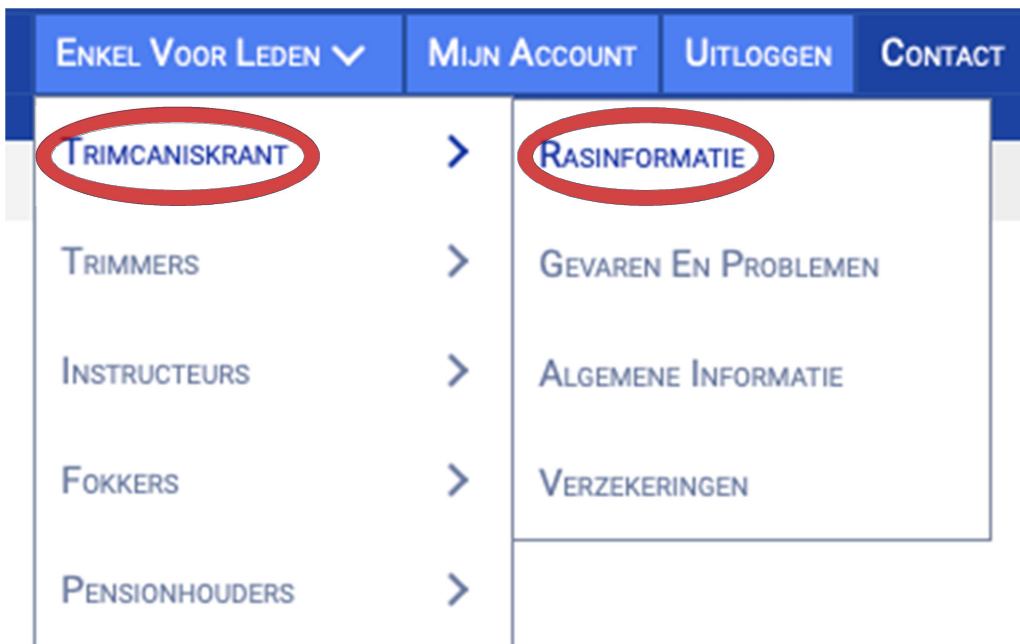 Enkel Voor Leden Mijn Account Uitloggen Contact
Trimcaniskrant
Trimmers
Instructeurs
Fokkers
Pensionhouders
Rasinformatie
Gevaren En Problemen
Algemene Informatie
Verzekeringen